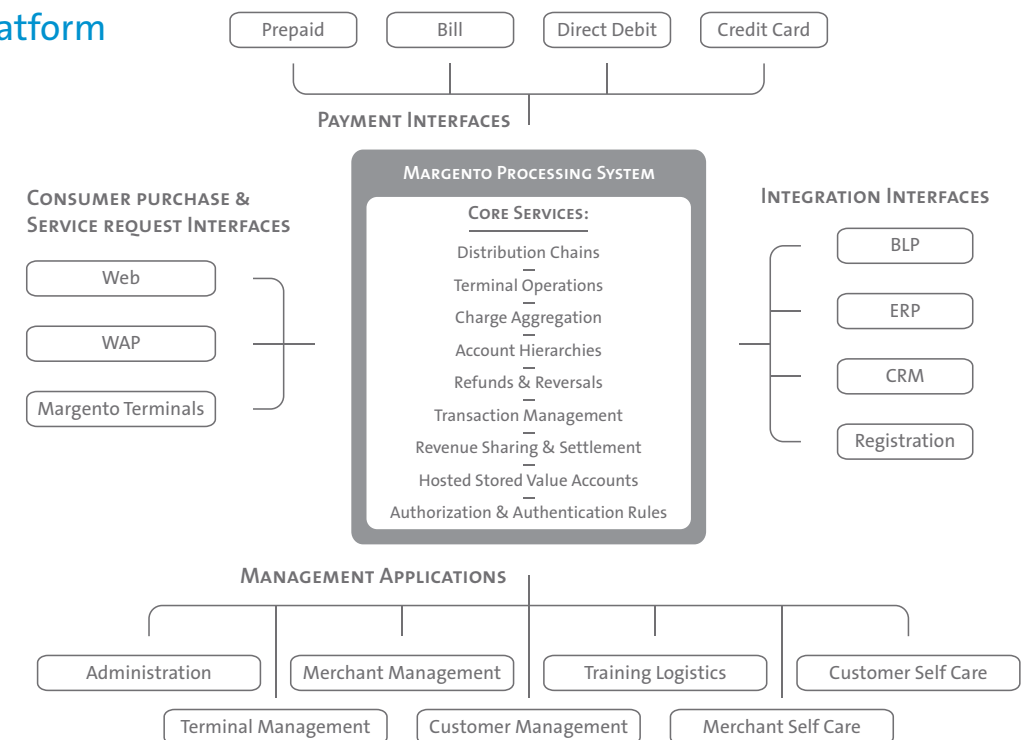 atform
Prepaid
Bill
Direct Debit
Credit Card
Payment Interfaces
Margento Processing System
Consumer purchase &
Service request Interfaces
Web
WAP
Margento Terminals
Core Services:
Distribution Chains
Terminal Operations
Charge Aggregation
Account Hierarchies
Refunds & Reversals
Transaction Management
Revenue Sharing & Settlement
Hosted Stored Value Accounts
Authorization & Authentication Rules
Integration Interfaces
BLP
ERP
CRM
Registration
Management Applications
Administration
Merchant Management
Training Logistics
Customer Self Care
Terminal Management
Customer Management
Merchant Self Care